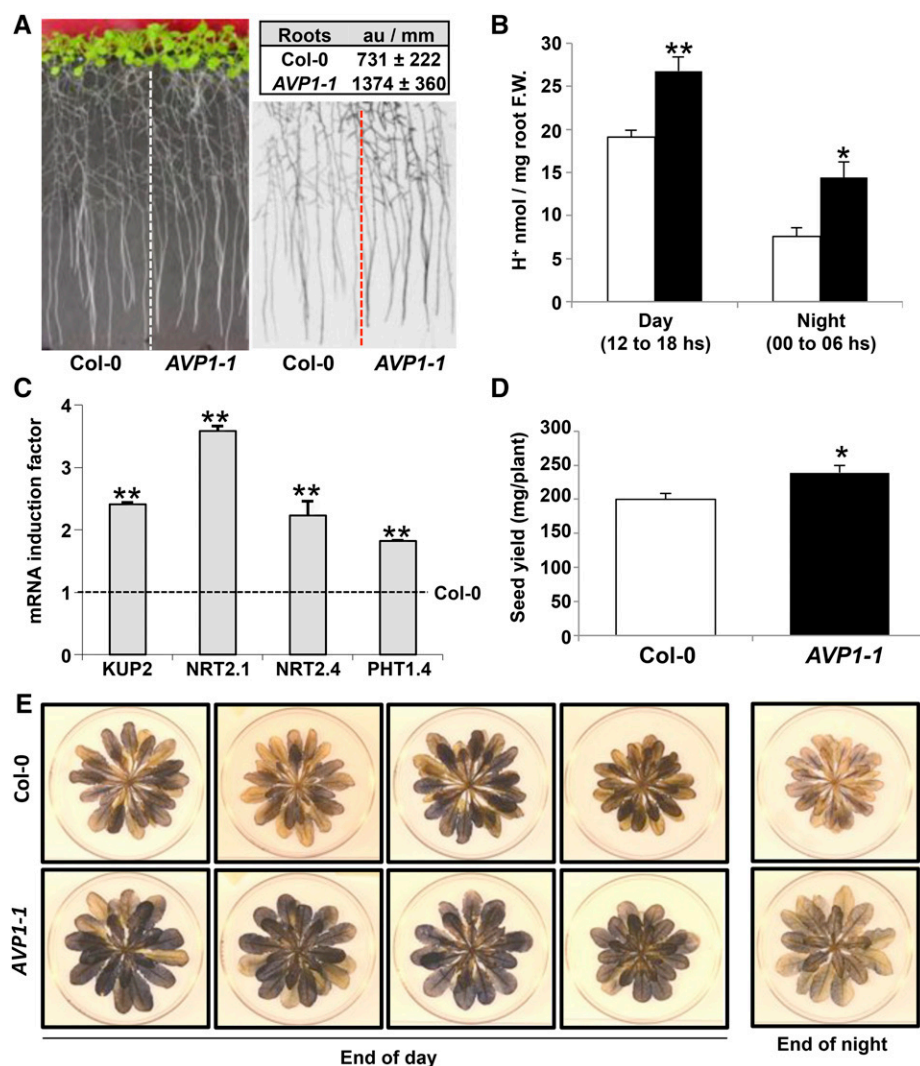 A
Roots au / mm
Col-0 731 ± 222
AVP1-1 1374 ± 360
Col-0 AVP1-1 Col-0 AVP1-1
B
H⁺ nmol / mg root F.W.
30
25
20
15
10
5
0
**
*
Day
(12 to 18 hs)
Night
(00 to 06 hs)
C
mRNA induction factor
4
3
2
1
0
**
**
**
**
Col-0
KUP2 NRT2.1 NRT2.4 PHT1.4
D
Seed yield (mg/plant)
300
250
200
150
100
50
0
*
Col-0 AVP1-1
E
Col-0
AVP1-1
End of day
End of night